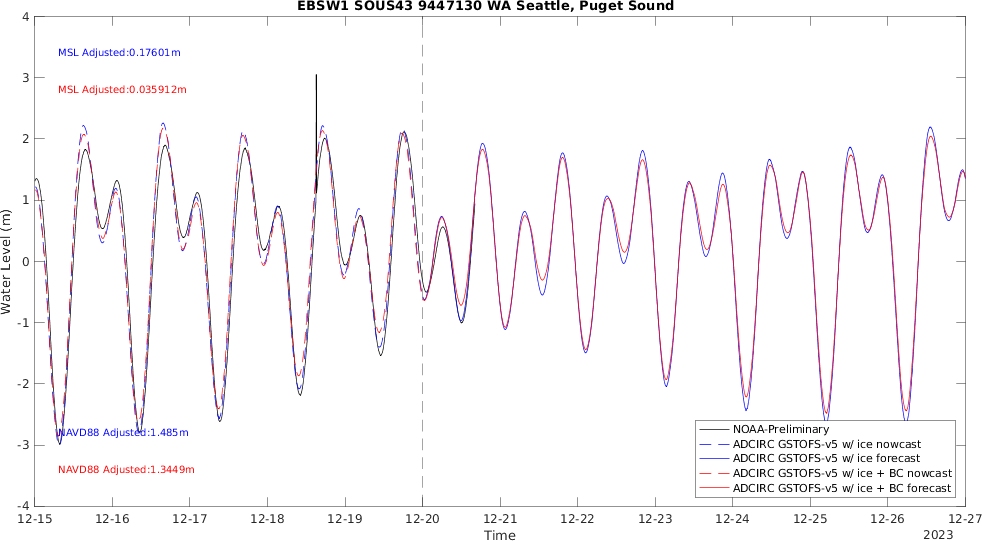 EBSW1 SOUS43 9447130 WA Seattle, Puget Sound
4
3
2
1
0
-1
-2
-3
-4
Water Level (m)
MSL Adjusted:0.17601m
MSL Adjusted:0.035912m
NAVD88 Adjusted:1.485m
NAVD88 Adjusted:1.3449m
NOAA-Preliminary
ADCIRC GSTOFS-v5 w/ ice nowcast
ADCIRC GSTOFS-v5 w/ ice forecast
ADCIRC GSTOFS-v5 w/ ice + BC nowcast
ADCIRC GSTOFS-v5 w/ ice + BC forecast
12-15 12-16 12-17 12-18 12-19 12-20 12-21 12-22 12-23 12-24 12-25 12-26 12-27
Time
2023